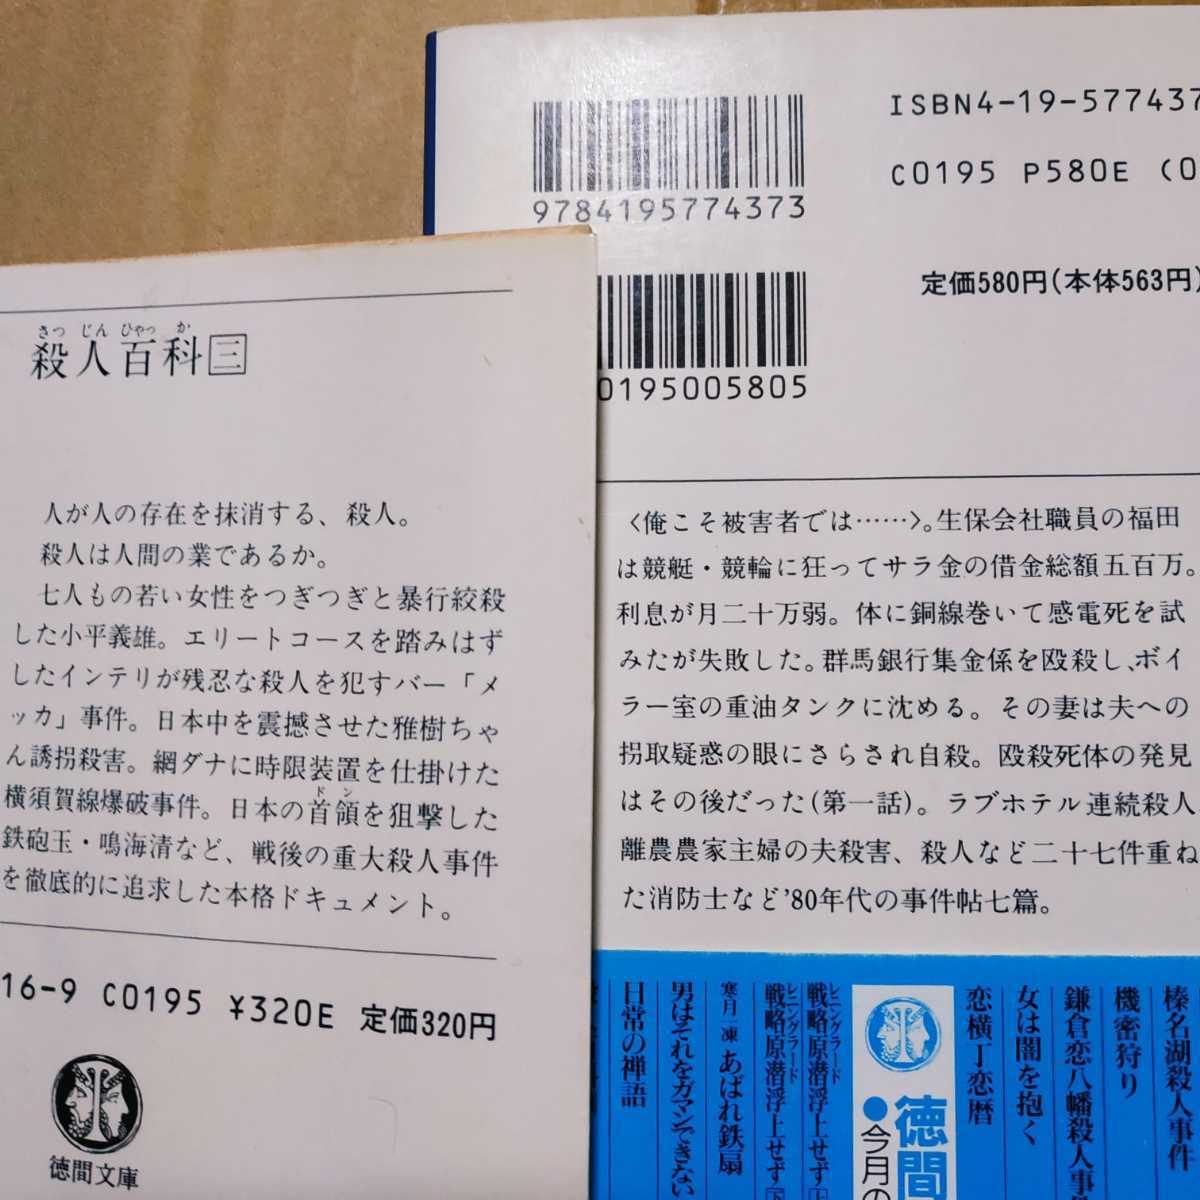 ISBN4-19-577437
9784195774373
C0195 P580E (0
定価580円(本体563円)
0195005805
さつ じん ひゃっ か
殺人百科三
人が人の存在を抹消する、殺人。
殺人は人間の業であるか。
七人もの若い女性をつぎつぎと暴行絞殺
した小平義雄。エリートコースを踏みはず
したインテリが残忍な殺人を犯すバー「メ
ッカ」事件。日本中を震撼させた雅樹ちゃ
ん誘拐殺害。網ダナに時限装置を仕掛けた
ドン
横須賀線爆破事件。日本の首領を狙撃した
鉄砲玉・鳴海清など、戦後の重大殺人事件
を徹底的に追求した本格ドキュメント。
16-9 C0195 ¥320E 定価320円
徳間文庫
〈俺こそ被害者では……〉。生保会社職員の福田
は競艇・競輪に狂ってサラ金の借金総額五百万。
利息が月二十万弱。体に銅線巻いて感電死を試
みたが失敗した。群馬銀行集金係を殴殺し、ボイ
ラー室の重油タンクに沈める。その妻は夫への
拐取疑惑の眼にさらされ自殺。殴殺死体の発見
はその後だった(第一話)。ラブホテル連続殺人
離農農家主婦の夫殺害、殺人など二十七件重ね
た消防士など'80年代の事件帖七篇。
榛名湖殺人事件
機密狩り
鎌倉恋八幡殺人事
女は闇を抱く
恋横丁恋暦
徳間
●今月の
レニングラード
戦略原潜浮上せず 上
レニングラード
戦略原潜浮上せず 下
寒月一凍 あばれ鉄扇
男はそれをガマンできない
日常の禅語